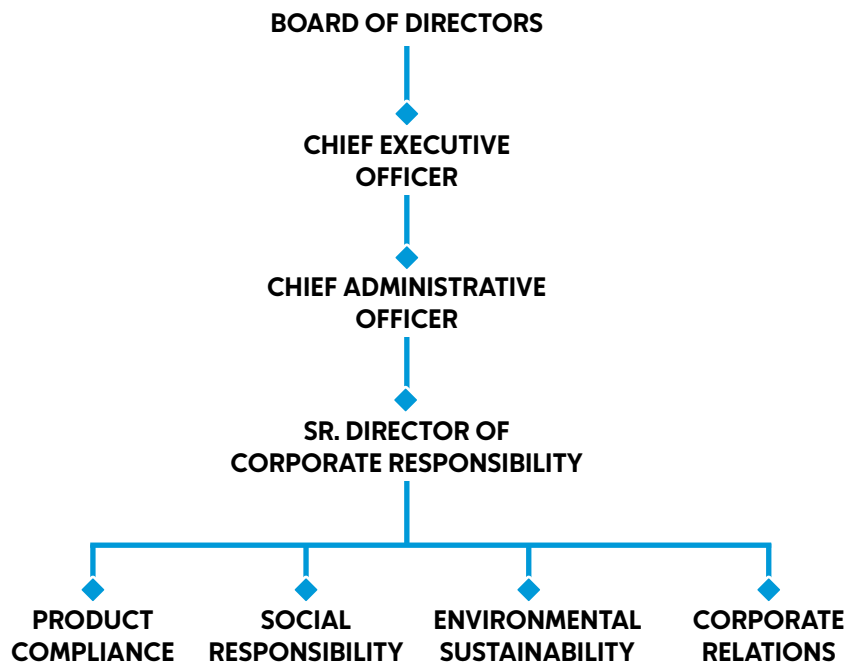 BOARD OF DIRECTORS
CHIEF EXECUTIVE
OFFICER
CHIEF ADMINISTRATIVE
OFFICER
SR. DIRECTOR OF
CORPORATE RESPONSIBILITY
PRODUCT
COMPLIANCE
SOCIAL
RESPONSIBILITY
ENVIRONMENTAL
SUSTAINABILITY
CORPORATE
RELATIONS